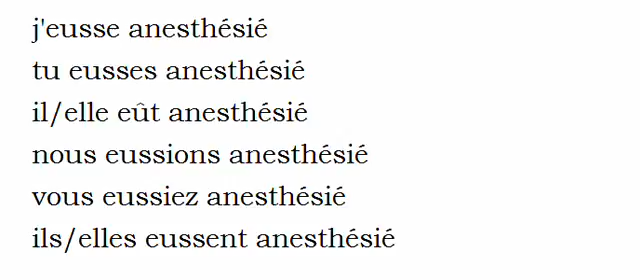 j'eusse anesthésié
tu eusses anesthésié
il/elle eût anesthésié
nous eussions anesthésié
vous eussiez anesthésié
ils/elles eussent anesthésié